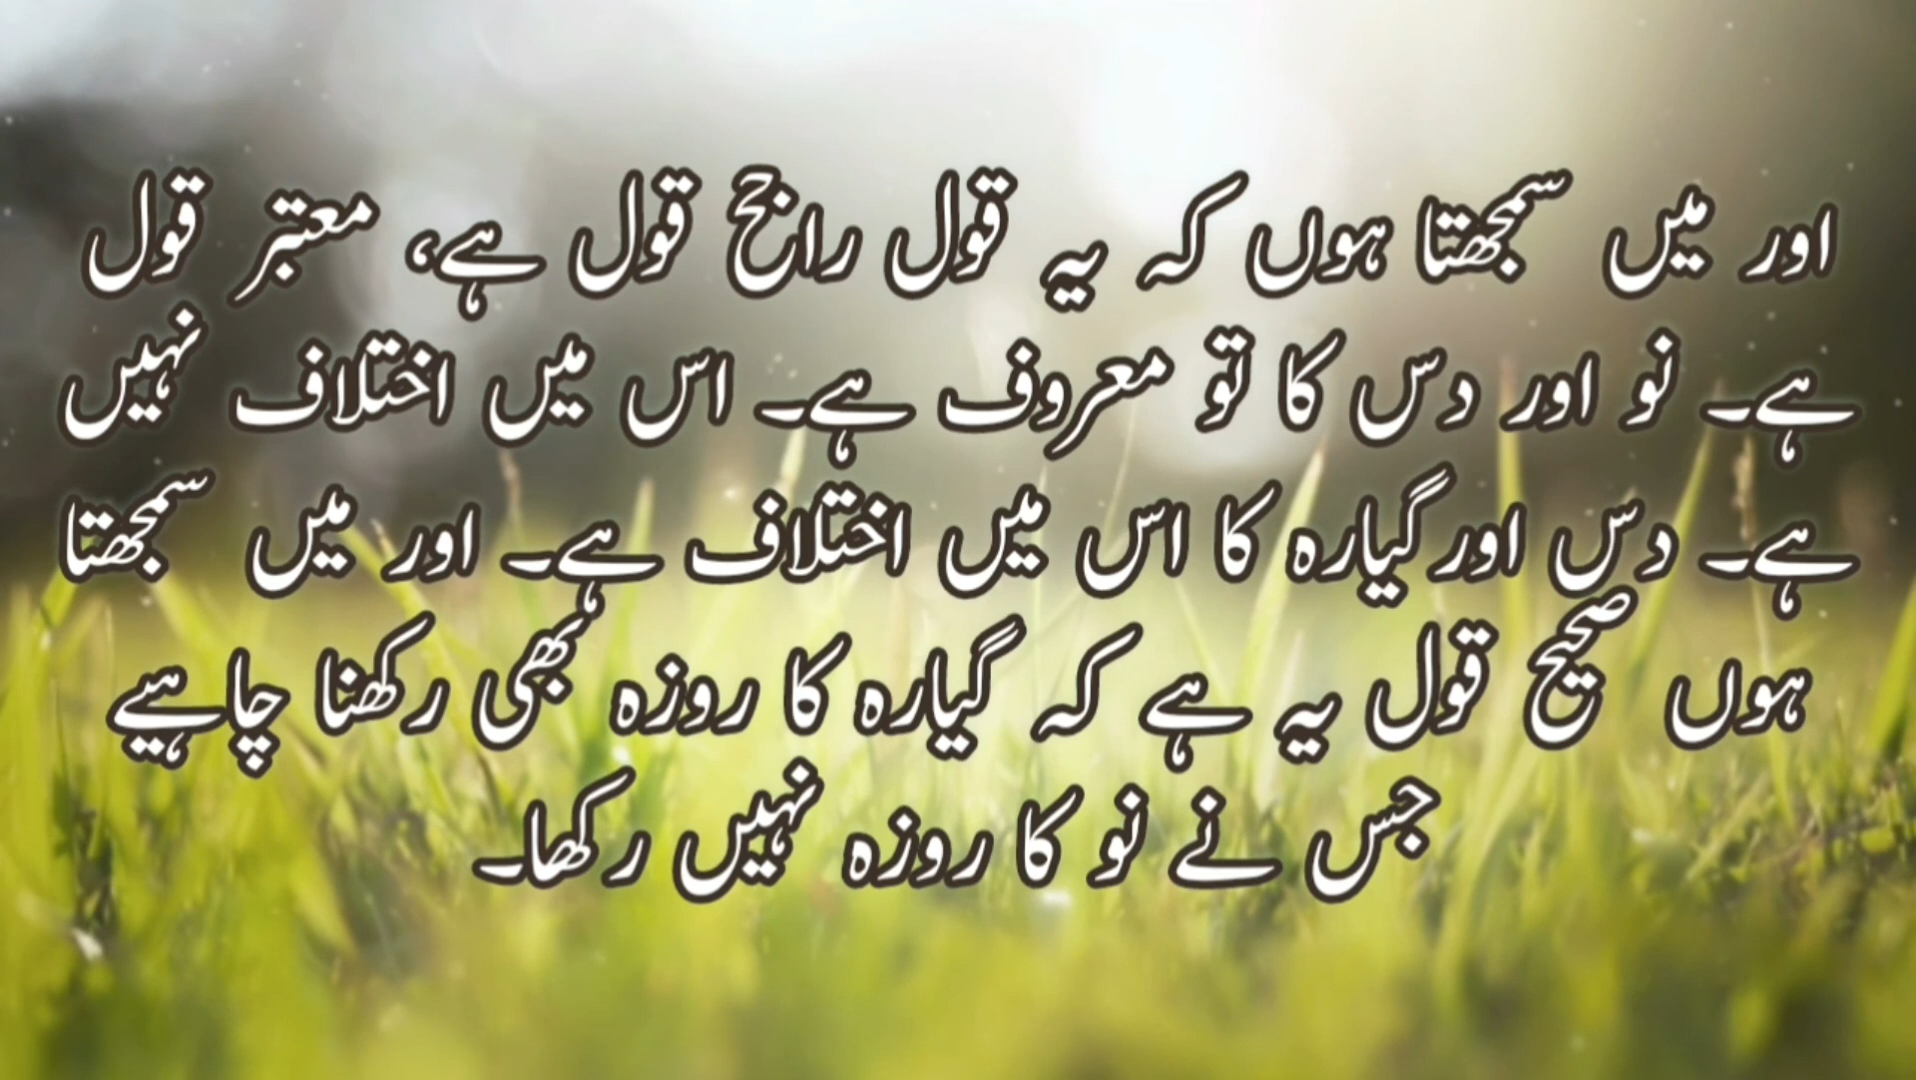 اور میں سمجھتا ہوں کہ یہ قول راجح قول ہے، معتبر قول
ہے۔ نو اور دس کا تو معروف ہے۔ اس میں اختلاف نہیں
ہے۔ دس اور گیارہ کا اس میں اختلاف ہے۔ اور میں سمجھتا
ہوں صحیح قول یہ ہے کہ گیارہ کا روزہ بھی رکھنا چاہیے
جس نے نو کا روزہ نہیں رکھا۔